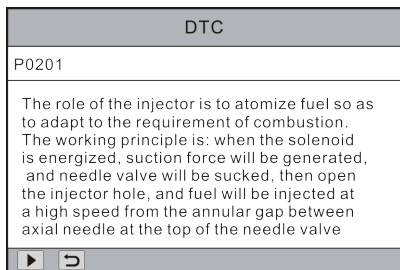 DTC
P0201
The role of the injector is to atomize fuel so as
to adapt to the requirement of combustion.
The working principle is: when the solenoid
is energized, suction force will be generated,
and needle valve will be sucked, then open
the injector hole, and fuel will be injected at
a high speed from the annular gap between
axial needle at the top of the needle valve